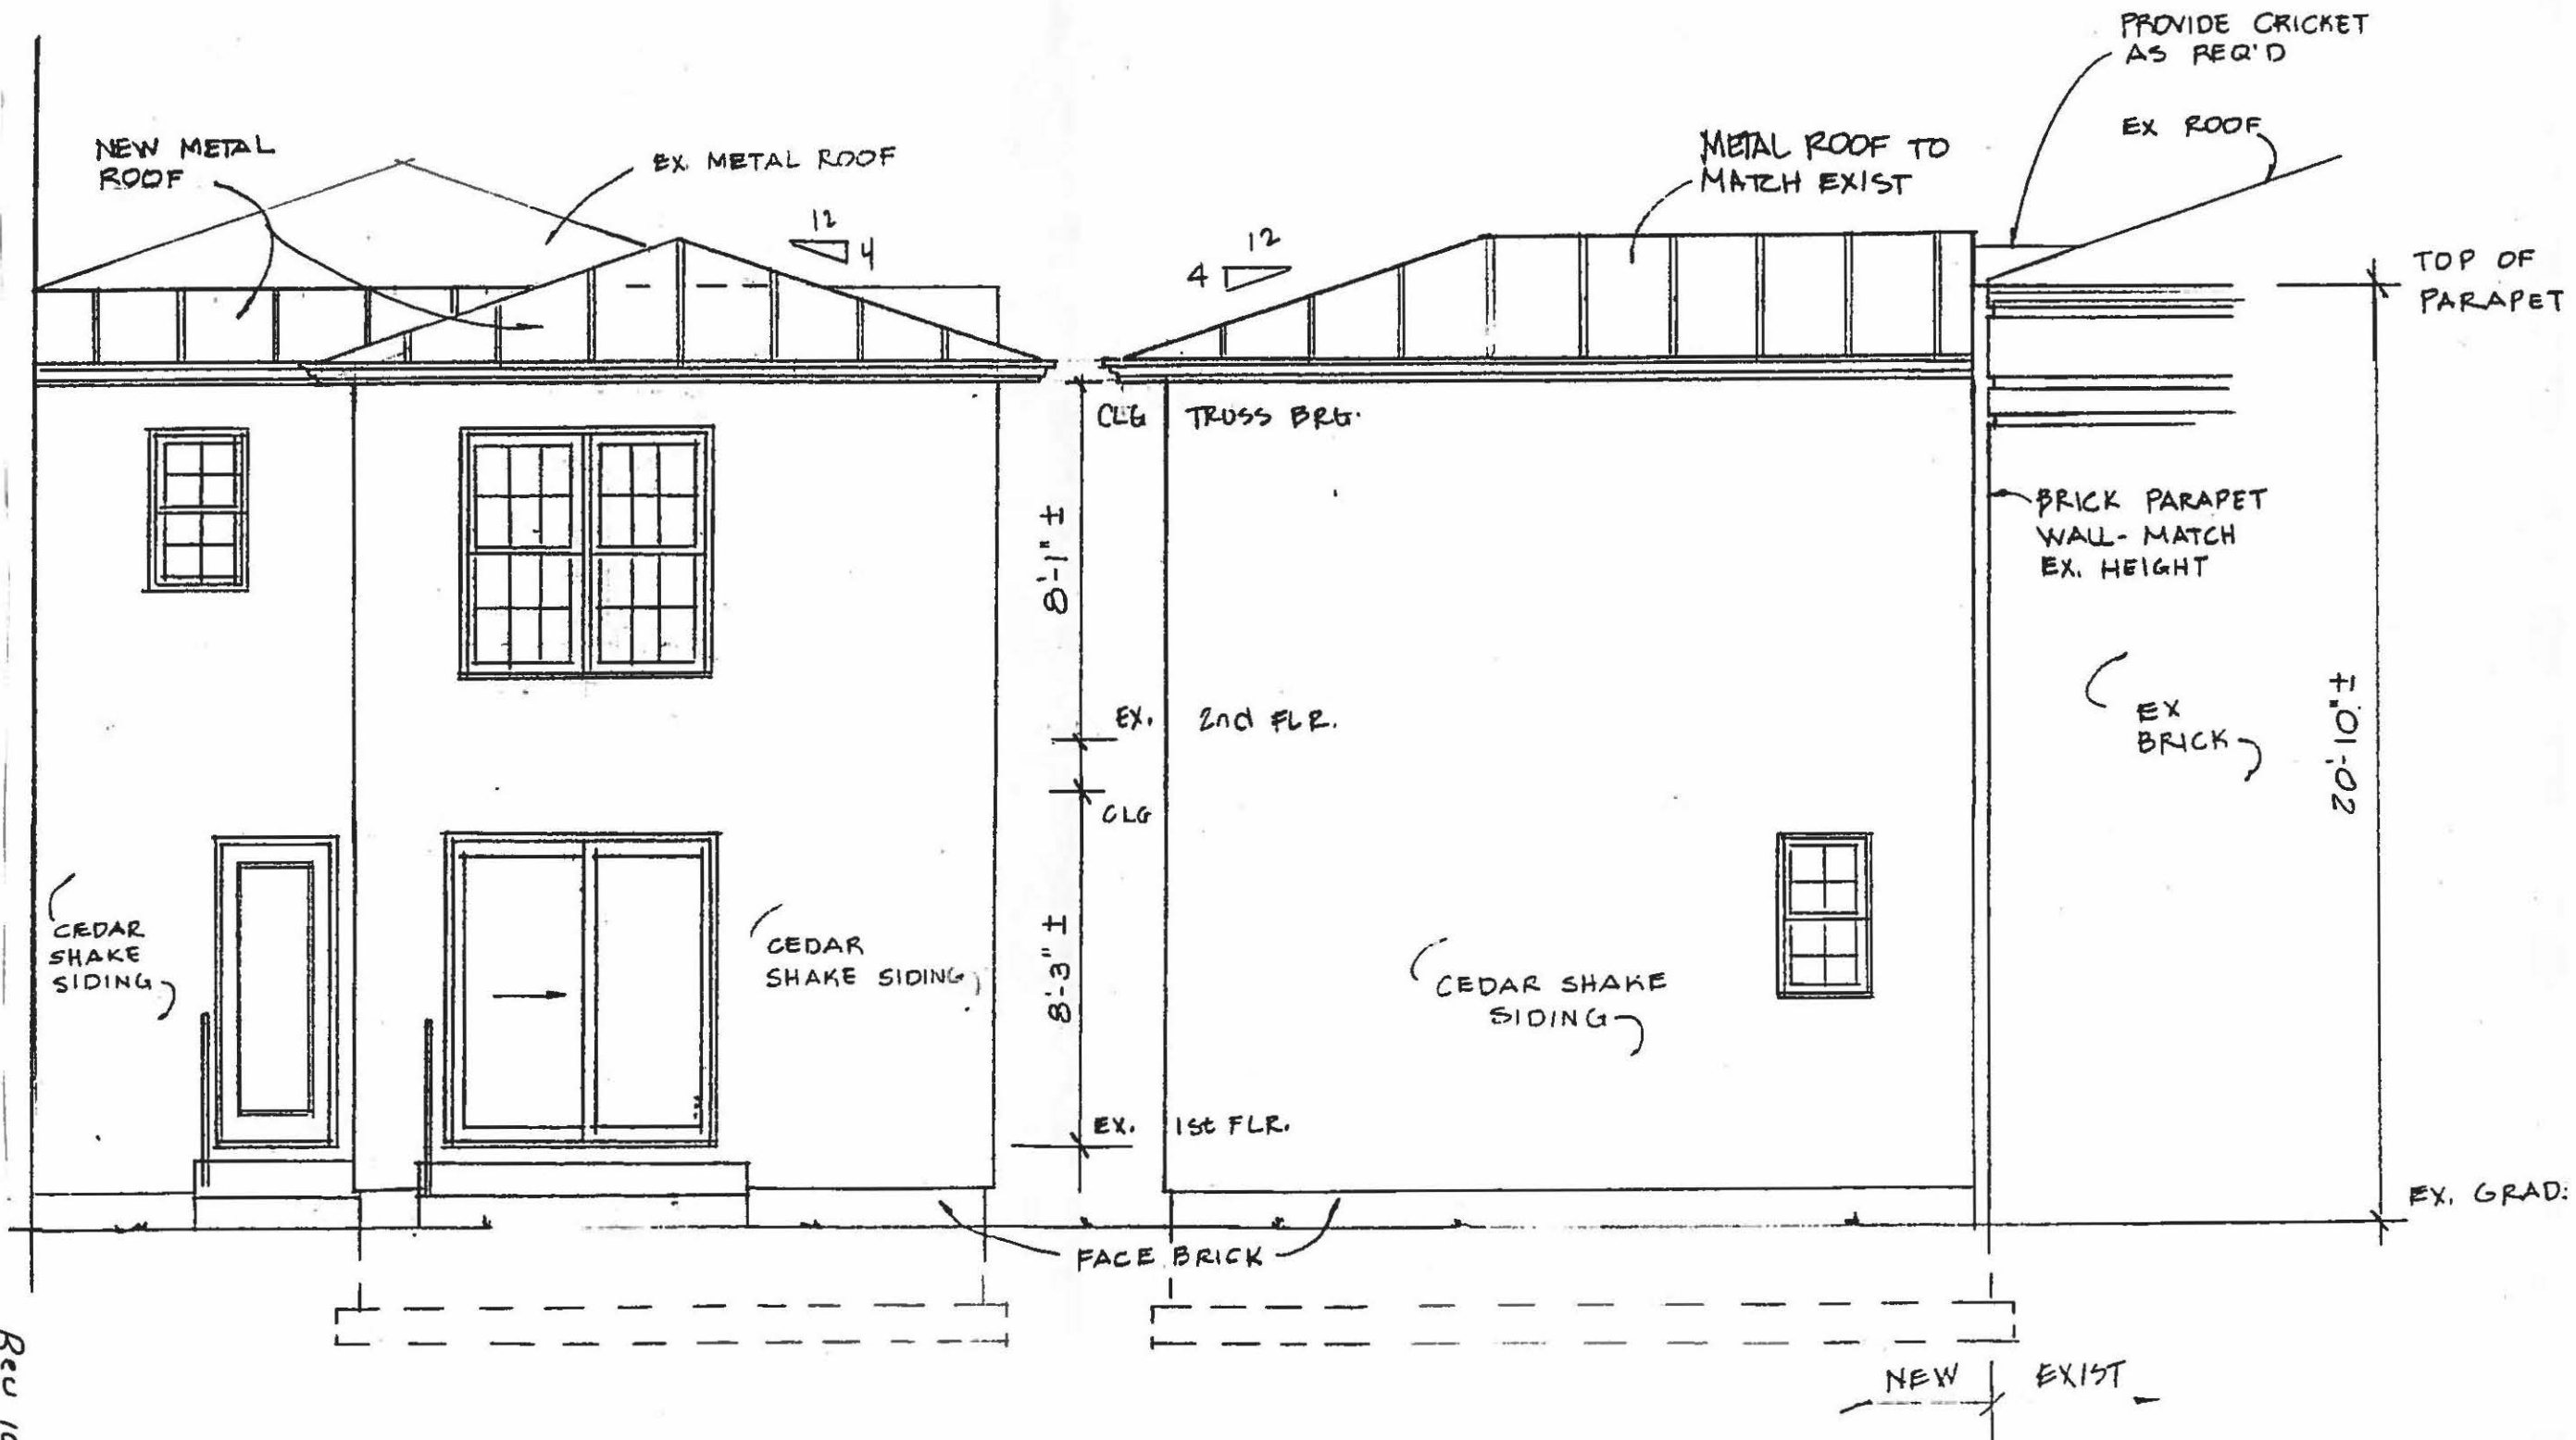 PROVIDE CRICKET
AS REQ'D
EX ROOF
NEW METAL
ROOF
EX. METAL ROOF
METAL ROOF TO
MATCH EXIST
12
4
12
4
TOP OF
PARAPET
CLG
TRUSS BRG.
8'-1" ±
BRICK PARAPET
WALL - MATCH
EX. HEIGHT
EX.
2nd FLR.
EX
BRICK
20'-10" ±
CLG
CEDAR
SHAKE
SIDING
CEDAR
SHAKE SIDING
8'-3" ±
CEDAR SHAKE
SIDING
EX.
1st FLR.
EX. GRAD:
FACE BRICK
NEW
EXIST
Rev